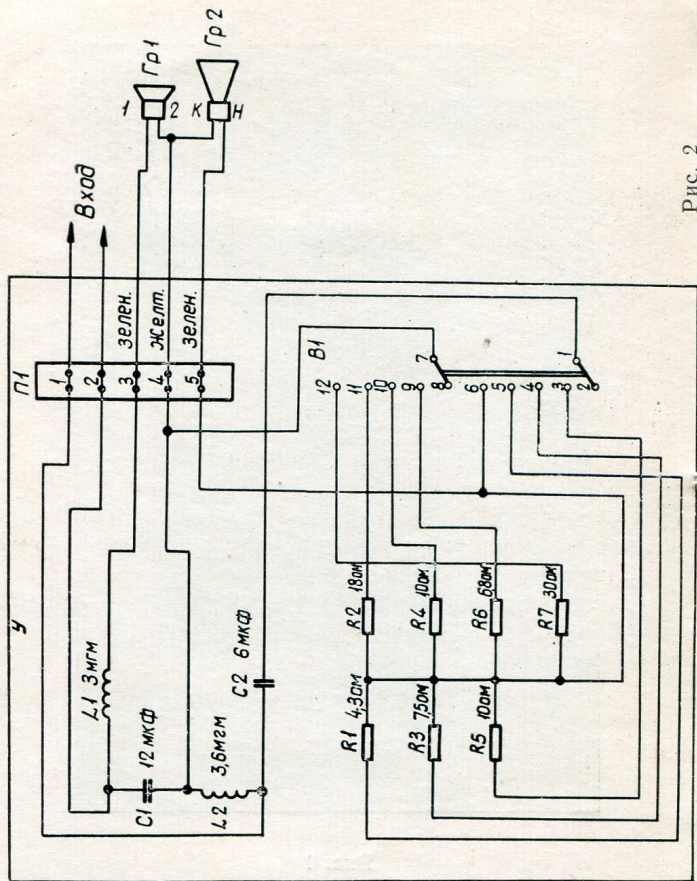 У
П1
1
2
3
4
5
Вход
зелен.
Желт.
зелен.
Гр1
1
2
Гр2
К
Н
L1 3мгм
C1 12мкф
L2 3,6мгм
C2 6мкф
В1
12
11
10
9
8
7
6
5
4
3
2
1
R1 4,3ом
R2 18ом
R3 7,5ом
R4 10ом
R5 10ом
R6 68ом
R7 30ом
Рис. 2